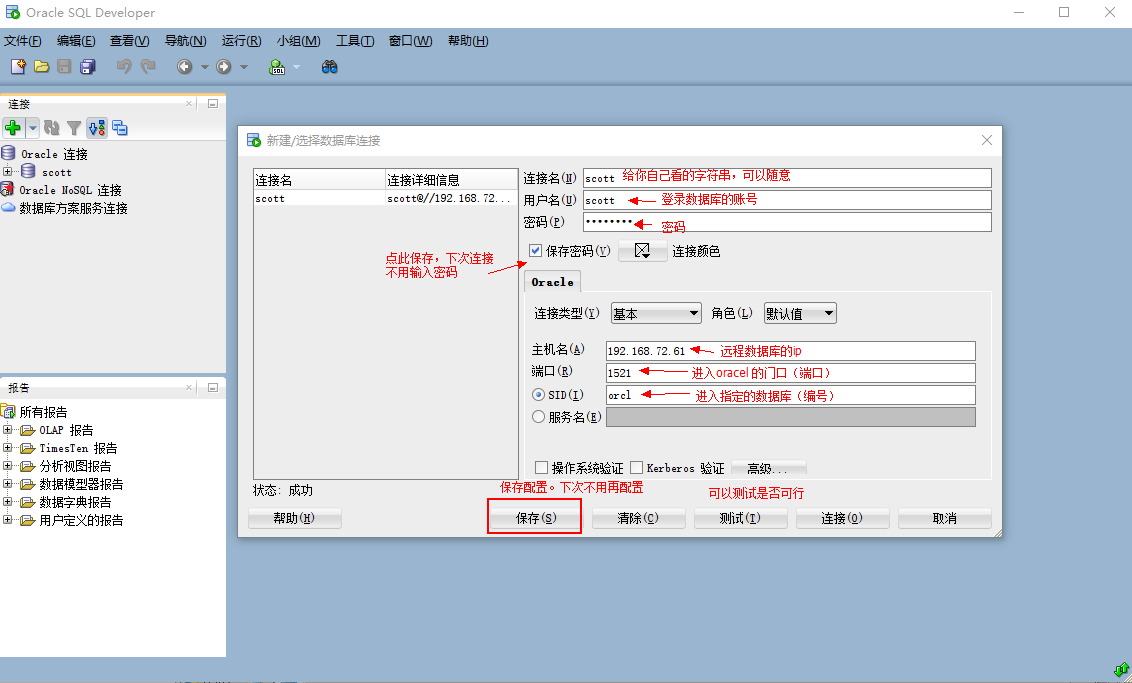 Oracle SQL Developer
文件(F) 编辑(E) 查看(V) 导航(N) 运行(R) 小组(M) 工具(T) 窗口(W) 帮助(H)
SQL
连接
Oracle 连接
scott
Oracle NoSQL 连接
数据库方案服务连接
报告
所有报告
OLAP 报告
TimesTen 报告
分析视图报告
数据模型器报告
数据字典报告
用户定义的报告
新建/选择数据库连接
连接名 连接详细信息
scott scott@//192.168.72...
连接名(N) scott 给你自己看的字符串，可以随意
用户名(U) scott 登录数据库的账号
密码(P) •••••••• 密码
保存密码(V) 连接颜色
点此保存，下次连接
不用输入密码
Oracle
连接类型(Y) 基本 角色(L) 默认值
主机名(A) 192.168.72.61 远程数据库的ip
端口(R) 1521 进入oracel 的门口（端口）
SID(I) orcl 进入指定的数据库（编号）
服务名(E)
操作系统验证 Kerberos 验证 高级...
状态: 成功
保存配置。下次不用再配置
可以测试是否可行
帮助(H) 保存(S) 清除(C) 测试(T) 连接(O) 取消